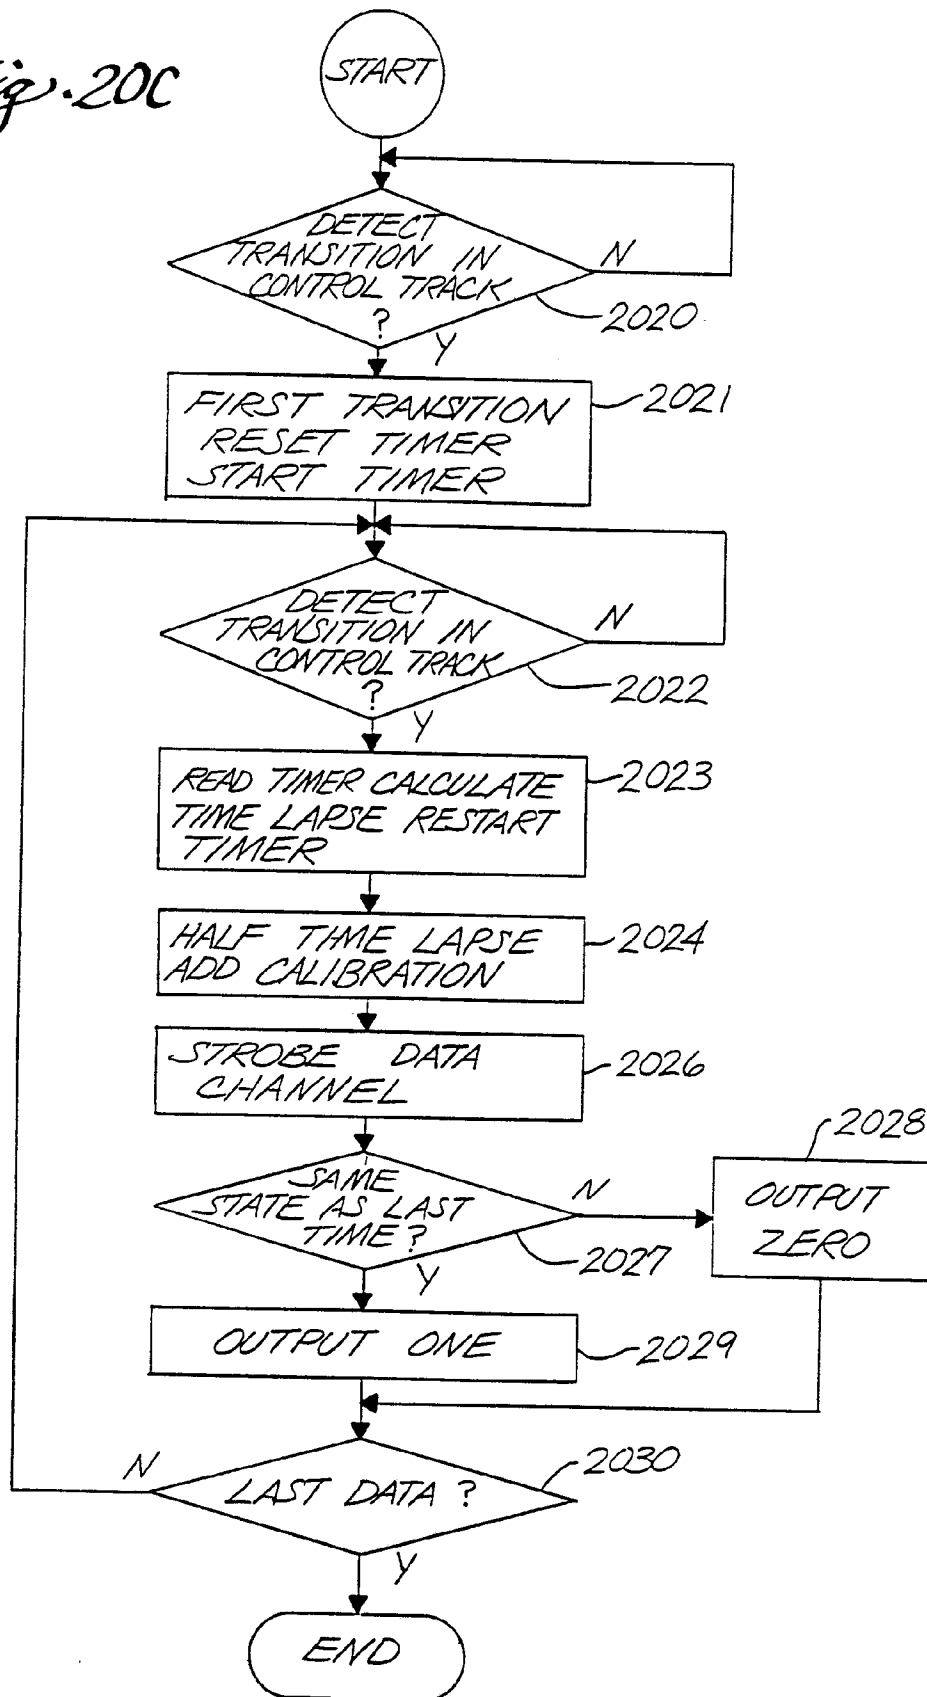 Fig. 20C
START
DETECT
TRANSITION IN
CONTROL TRACK
?
N
2020
Y
FIRST TRANSITION
RESET TIMER
START TIMER
2021
DETECT
TRANSITION IN
CONTROL TRACK
?
N
2022
Y
READ TIMER CALCULATE
TIME LAPSE RESTART
TIMER
2023
HALF TIME LAPSE
ADD CALIBRATION
2024
STROBE DATA
CHANNEL
2026
SAME
STATE AS LAST
TIME?
N
2027
Y
2028
OUTPUT
ZERO
OUTPUT ONE
2029
N
LAST DATA ?
2030
Y
END